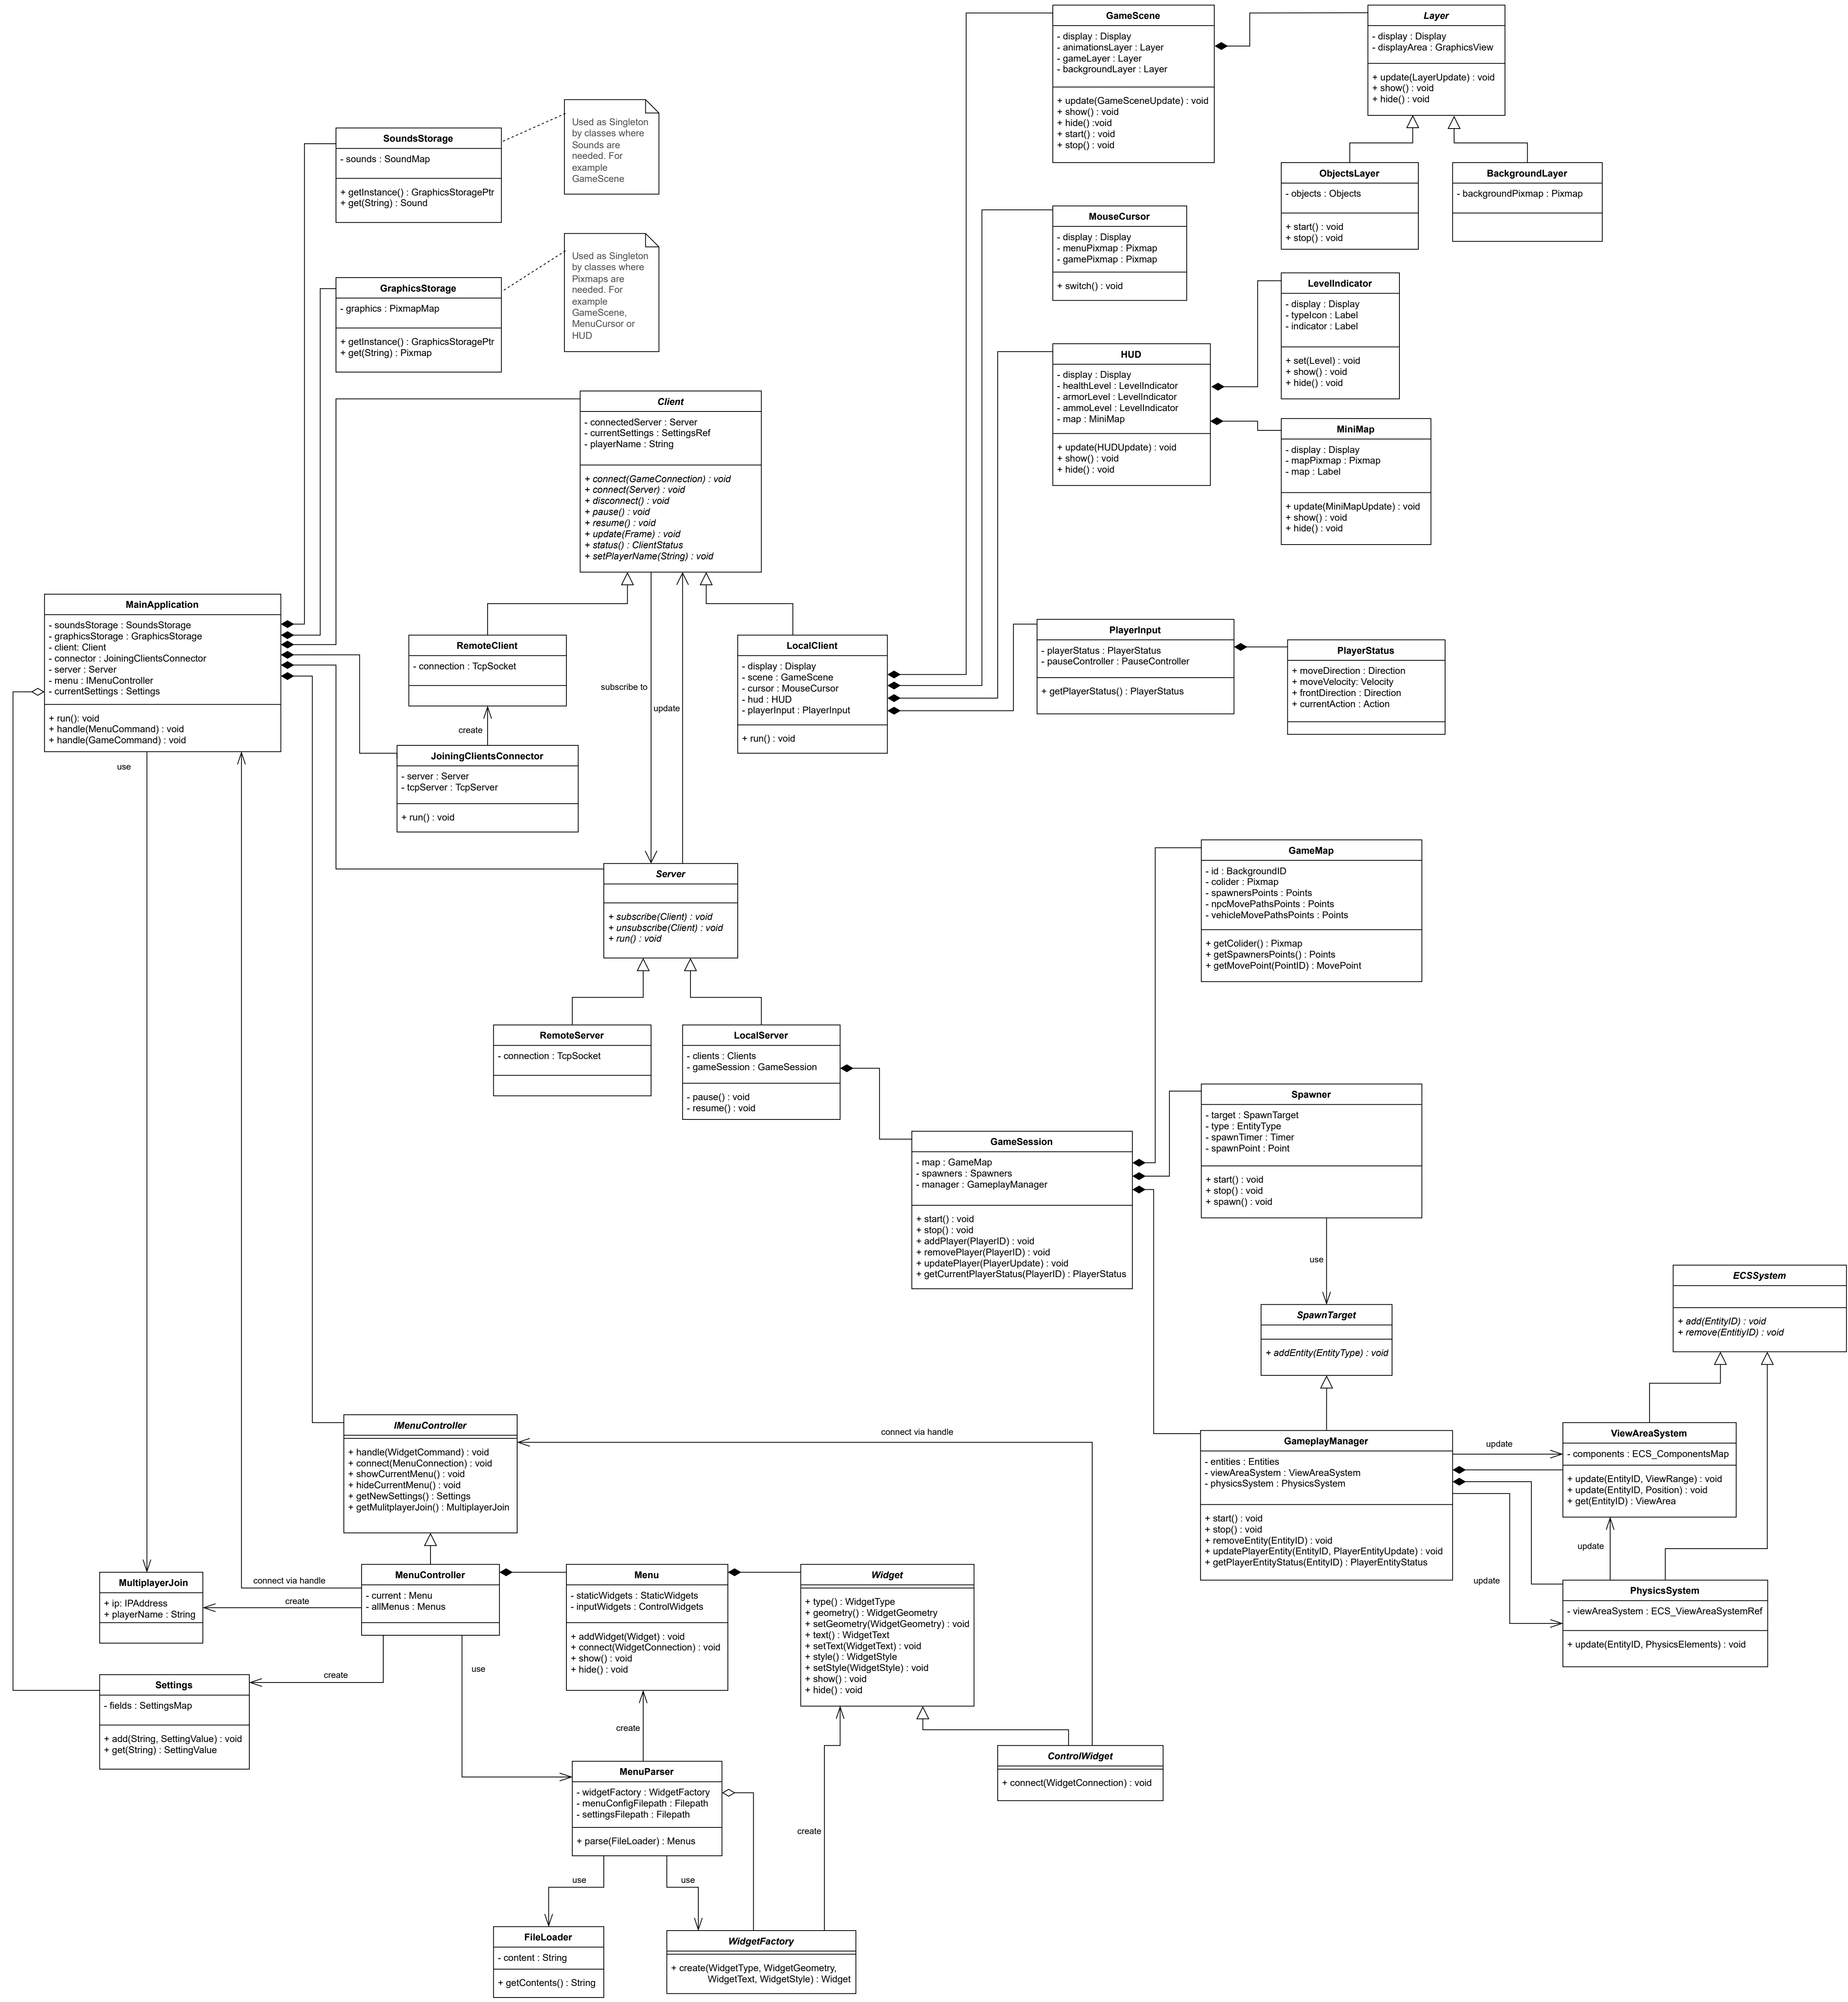 GameScene
- display : Display
- animationsLayer : Layer
- gameLayer : Layer
- backgroundLayer : Layer
+ update(GameSceneUpdate) : void
+ show() : void
+ hide() :void
+ start() : void
+ stop() : void
Layer
- display : Display
- displayArea : GraphicsView
+ update(LayerUpdate) : void
+ show() : void
+ hide() : void
SoundsStorage
- sounds : SoundMap
+ getInstance() : GraphicsStoragePtr
+ get(String) : Sound
Used as Singleton
by classes where
Sounds are
needed. For
example
GameScene
ObjectsLayer
- objects : Objects
+ start() : void
+ stop() : void
BackgroundLayer
- backgroundPixmap : Pixmap
MouseCursor
- display : Display
- menuPixmap : Pixmap
- gamePixmap : Pixmap
+ switch() : void
GraphicsStorage
- graphics : PixmapMap
+ getInstance() : GraphicsStoragePtr
+ get(String) : Pixmap
Used as Singleton
by classes where
Pixmaps are
needed. For
example
GameScene,
MenuCursor or
HUD
LevelIndicator
- display : Display
- typeIcon : Label
- indicator : Label
+ set(Level) : void
+ show() : void
+ hide() : void
HUD
- display : Display
- healthLevel : LevelIndicator
- armorLevel : LevelIndicator
- ammoLevel : LevelIndicator
- map : MiniMap
+ update(HUDUpdate) : void
+ show() : void
+ hide() : void
MiniMap
- display : Display
- mapPixmap : Pixmap
- map : Label
+ update(MiniMapUpdate) : void
+ show() : void
+ hide() : void
Client
- connectedServer : Server
- currentSettings : SettingsRef
- playerName : String
+ connect(GameConnection) : void
+ connect(Server) : void
+ disconnect() : void
+ pause() : void
+ resume() : void
+ update(Frame) : void
+ status() : ClientStatus
+ setPlayerName(String) : void
MainApplication
- soundsStorage : SoundsStorage
- graphicsStorage : GraphicsStorage
- client: Client
- connector : JoiningClientsConnector
- server : Server
- menu : IMenuController
- currentSettings : Settings
+ run(): void
+ handle(MenuCommand) : void
+ handle(GameCommand) : void
RemoteClient
- connection : TcpSocket
subscribe to
update
LocalClient
- display : Display
- scene : GameScene
- cursor : MouseCursor
- hud : HUD
- playerInput : PlayerInput
+ run() : void
PlayerInput
- playerStatus : PlayerStatus
- pauseController : PauseController
+ getPlayerStatus() : PlayerStatus
PlayerStatus
+ moveDirection : Direction
+ moveVelocity: Velocity
+ frontDirection : Direction
+ currentAction : Action
create
use
JoiningClientsConnector
- server : Server
- tcpServer : TcpServer
+ run() : void
Server
+ subscribe(Client) : void
+ unsubscribe(Client) : void
+ run() : void
GameMap
- id : BackgroundID
- colider : Pixmap
- spawnersPoints : Points
- npcMovePathsPoints : Points
- vehicleMovePathsPoints : Points
+ getColider() : Pixmap
+ getSpawnersPoints() : Points
+ getMovePoint(PointID) : MovePoint
RemoteServer
- connection : TcpSocket
LocalServer
- clients : Clients
- gameSession : GameSession
- pause() : void
- resume() : void
Spawner
- target : SpawnTarget
- type : EntityType
- spawnTimer : Timer
- spawnPoint : Point
+ start() : void
+ stop() : void
+ spawn() : void
GameSession
- map : GameMap
- spawners : Spawners
- manager : GameplayManager
+ start() : void
+ stop() : void
+ addPlayer(PlayerID) : void
+ removePlayer(PlayerID) : void
+ updatePlayer(PlayerUpdate) : void
+ getCurrentPlayerStatus(PlayerID) : PlayerStatus
use
ECSSystem
+ add(EntityID) : void
+ remove(EntitiyID) : void
SpawnTarget
+ addEntity(EntityType) : void
IMenuController
+ handle(WidgetCommand) : void
+ connect(MenuConnection) : void
+ showCurrentMenu() : void
+ hideCurrentMenu() : void
+ getNewSettings() : Settings
+ getMulitplayerJoin() : MultiplayerJoin
connect via handle
GameplayManager
- entities : Entities
- viewAreaSystem : ViewAreaSystem
- physicsSystem : PhysicsSystem
+ start() : void
+ stop() : void
+ removeEntity(EntityID) : void
+ updatePlayerEntity(EntityID, PlayerEntityUpdate) : void
+ getPlayerEntityStatus(EntityID) : PlayerEntityStatus
update
ViewAreaSystem
- components : ECS_ComponentsMap
+ update(EntityID, ViewRange) : void
+ update(EntityID, Position) : void
+ get(EntityID) : ViewArea
update
update
PhysicsSystem
- viewAreaSystem : ECS_ViewAreaSystemRef
+ update(EntityID, PhysicsElements) : void
MultiplayerJoin
+ ip: IPAddress
+ playerName : String
connect via handle
create
MenuController
- current : Menu
- allMenus : Menus
Menu
- staticWidgets : StaticWidgets
- inputWidgets : ControlWidgets
+ addWidget(Widget) : void
+ connect(WidgetConnection) : void
+ show() : void
+ hide() : void
Widget
+ type() : WidgetType
+ geometry() : WidgetGeometry
+ setGeometry(WidgetGeometry) : void
+ text() : WidgetText
+ setText(WidgetText) : void
+ style() : WidgetStyle
+ setStyle(WidgetStyle) : void
+ show() : void
+ hide() : void
create
use
Settings
- fields : SettingsMap
+ add(String, SettingValue) : void
+ get(String) : SettingValue
create
ControlWidget
+ connect(WidgetConnection) : void
MenuParser
- widgetFactory : WidgetFactory
- menuConfigFilepath : Filepath
- settingsFilepath : Filepath
+ parse(FileLoader) : Menus
create
use
use
FileLoader
- content : String
+ getContents() : String
WidgetFactory
+ create(WidgetType, WidgetGeometry,
WidgetText, WidgetStyle) : Widget